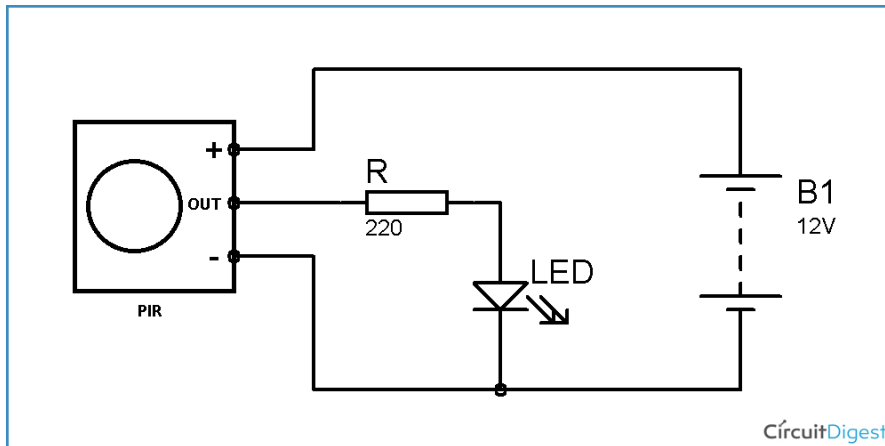 +
OUT
-
PIR
R
220
LED
B1
12V
CircuitDigest